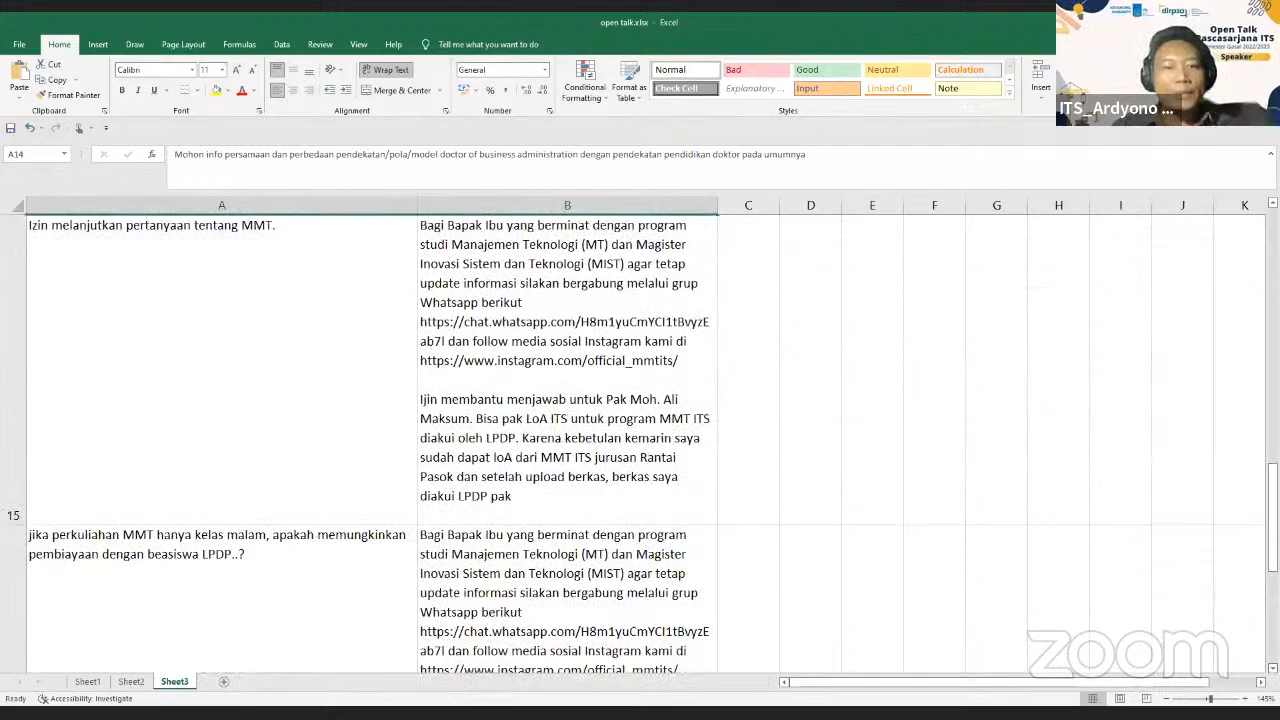 open talk.xlsx - Excel
File Home Insert Draw Page Layout Formulas Data Review View Help Tell me what you want to do
Paste
Cut
Copy
Format Painter
Clipboard
Calibri 11
B I U
Font
Wrap Text
Merge & Center
Alignment
General
Number
Conditional Formatting
Format as Table
Normal Bad Good Neutral Calculation
Check Cell Explanatory ... Input Linked Cell Note
Styles
Insert
Open Talk
Pascasarjana ITS
Speaker
ITS_Ardyono ...
A14 fx Mohon info persamaan dan perbedaan pendekatan/pola/model doctor of business administration dengan pendekatan pendidikan doktor pada umumnya
A B C D E F G H I J K
Izin melanjutkan pertanyaan tentang MMT.
Bagi Bapak Ibu yang berminat dengan program
studi Manajemen Teknologi (MT) dan Magister
Inovasi Sistem dan Teknologi (MIST) agar tetap
update informasi silakan bergabung melalui grup
Whatsapp berikut
https://chat.whatsapp.com/H8m1yuCmYCI1tBvyzE
ab7l dan follow media sosial Instagram kami di
https://www.instagram.com/official_mmtits/
Ijin membantu menjawab untuk Pak Moh. Ali
Maksum. Bisa pak LoA ITS untuk program MMT ITS
diakui oleh LPDP. Karena kebetulan kemarin saya
sudah dapat loA dari MMT ITS jurusan Rantai
Pasok dan setelah upload berkas, berkas saya
diakui LPDP pak
15
jika perkuliahan MMT hanya kelas malam, apakah memungkinkan
pembiayaan dengan beasiswa LPDP..?
Bagi Bapak Ibu yang berminat dengan program
studi Manajemen Teknologi (MT) dan Magister
Inovasi Sistem dan Teknologi (MIST) agar tetap
update informasi silakan bergabung melalui grup
Whatsapp berikut
https://chat.whatsapp.com/H8m1yuCmYCI1tBvyzE
ab7l dan follow media sosial Instagram kami di
https://www.instagram.com/official_mmtits/
zoom
Sheet1 Sheet2 Sheet3
Ready Accessibility: Investigate 145%